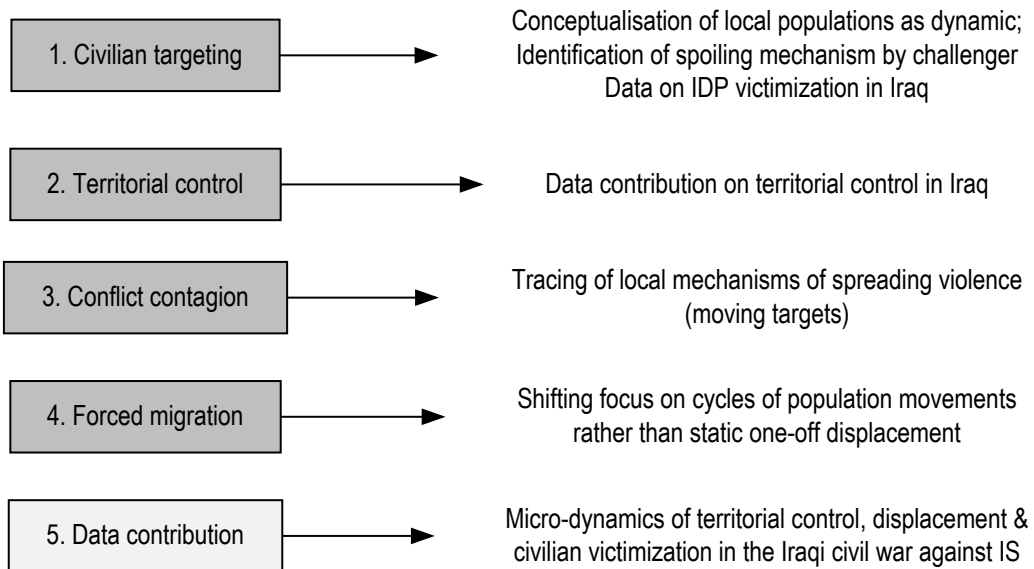 1. Civilian targeting
Conceptualisation of local populations as dynamic;
Identification of spoiling mechanism by challenger
Data on IDP victimization in Iraq
2. Territorial control
Data contribution on territorial control in Iraq
3. Conflict contagion
Tracing of local mechanisms of spreading violence
(moving targets)
4. Forced migration
Shifting focus on cycles of population movements
rather than static one-off displacement
5. Data contribution
Micro-dynamics of territorial control, displacement &
civilian victimization in the Iraqi civil war against IS